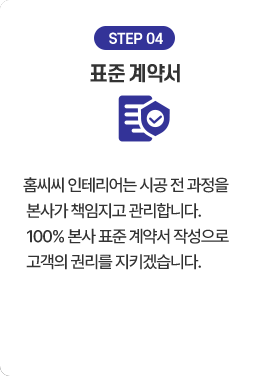 STEP 04
표준 계약서
홈씨씨 인테리어는 시공 전 과정을
본사가 책임지고 관리합니다.
100% 본사 표준 계약서 작성으로
고객의 권리를 지키겠습니다.